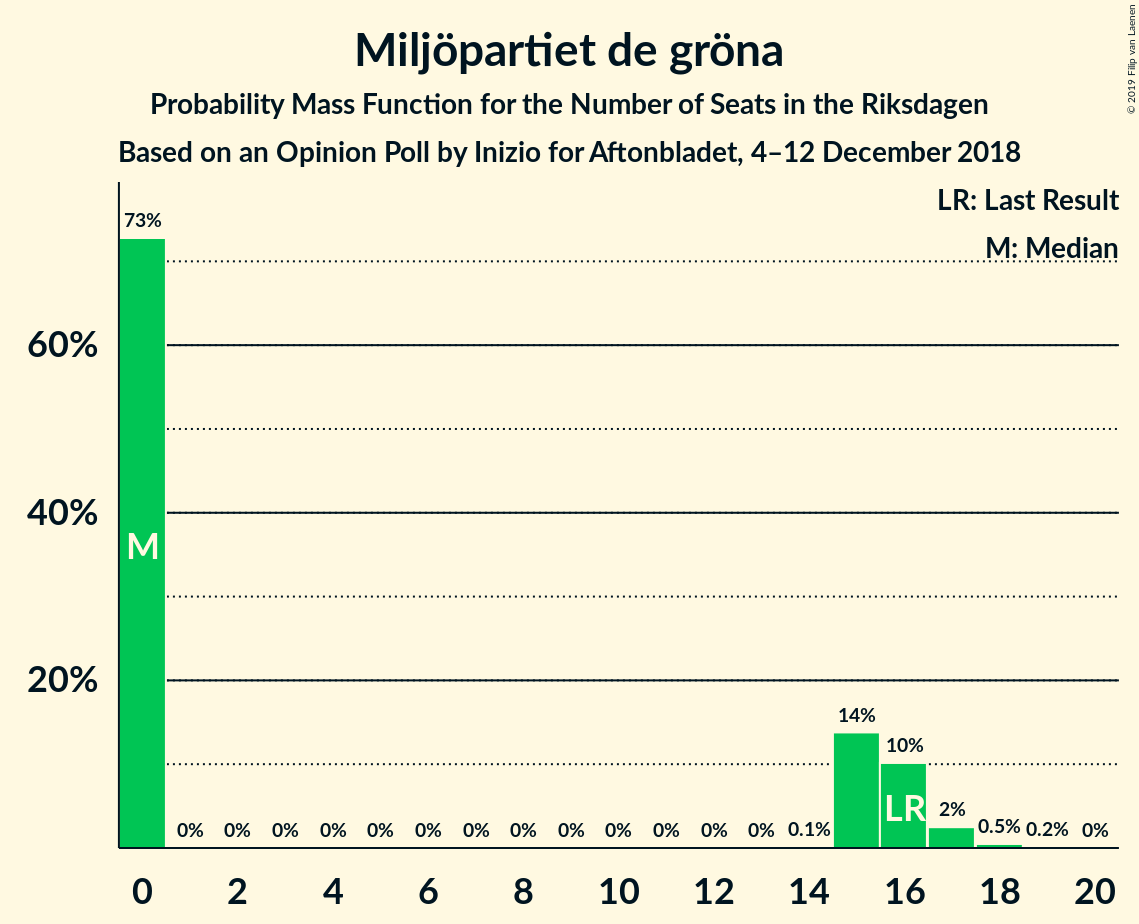 Miljöpartiet de gröna
Probability Mass Function for the Number of Seats in the Riksdagen
Based on an Opinion Poll by Inizio for Aftonbladet, 4–12 December 2018
© 2019 Filip van Laenen
LR: Last Result
M: Median
73%
60%
40%
20%
M
0% 0% 0% 0% 0% 0% 0% 0% 0% 0% 0% 0% 0% 0.1% 14% 10% 2% 0.5% 0.2% 0%
LR
0 2 4 6 8 10 12 14 16 18 20